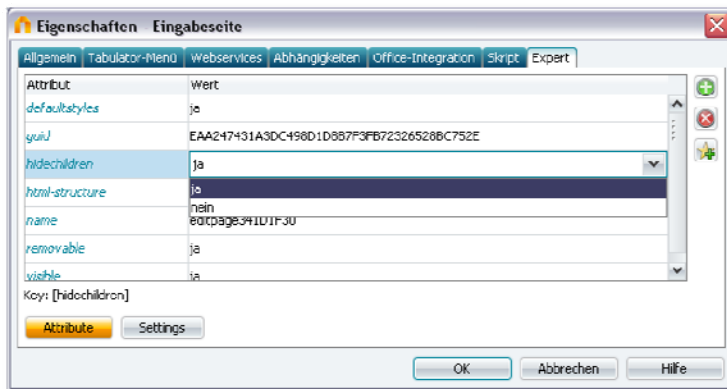 Eigenschaften Eingabeseite
Allgemein Tabulator-Menü Webservices Abhängigkeiten Office-Integration Skript Expert
Attribut Wert
defaultstyles ja
guid EAA247431A3DC498D1D8B7F3FB72326528BC752E
hidechildren ja
html-structure ja
nein
name editpage341D1F30
removable ja
visible ja
Key: [hidechildren]
Attribute Settings
OK Abbrechen Hilfe